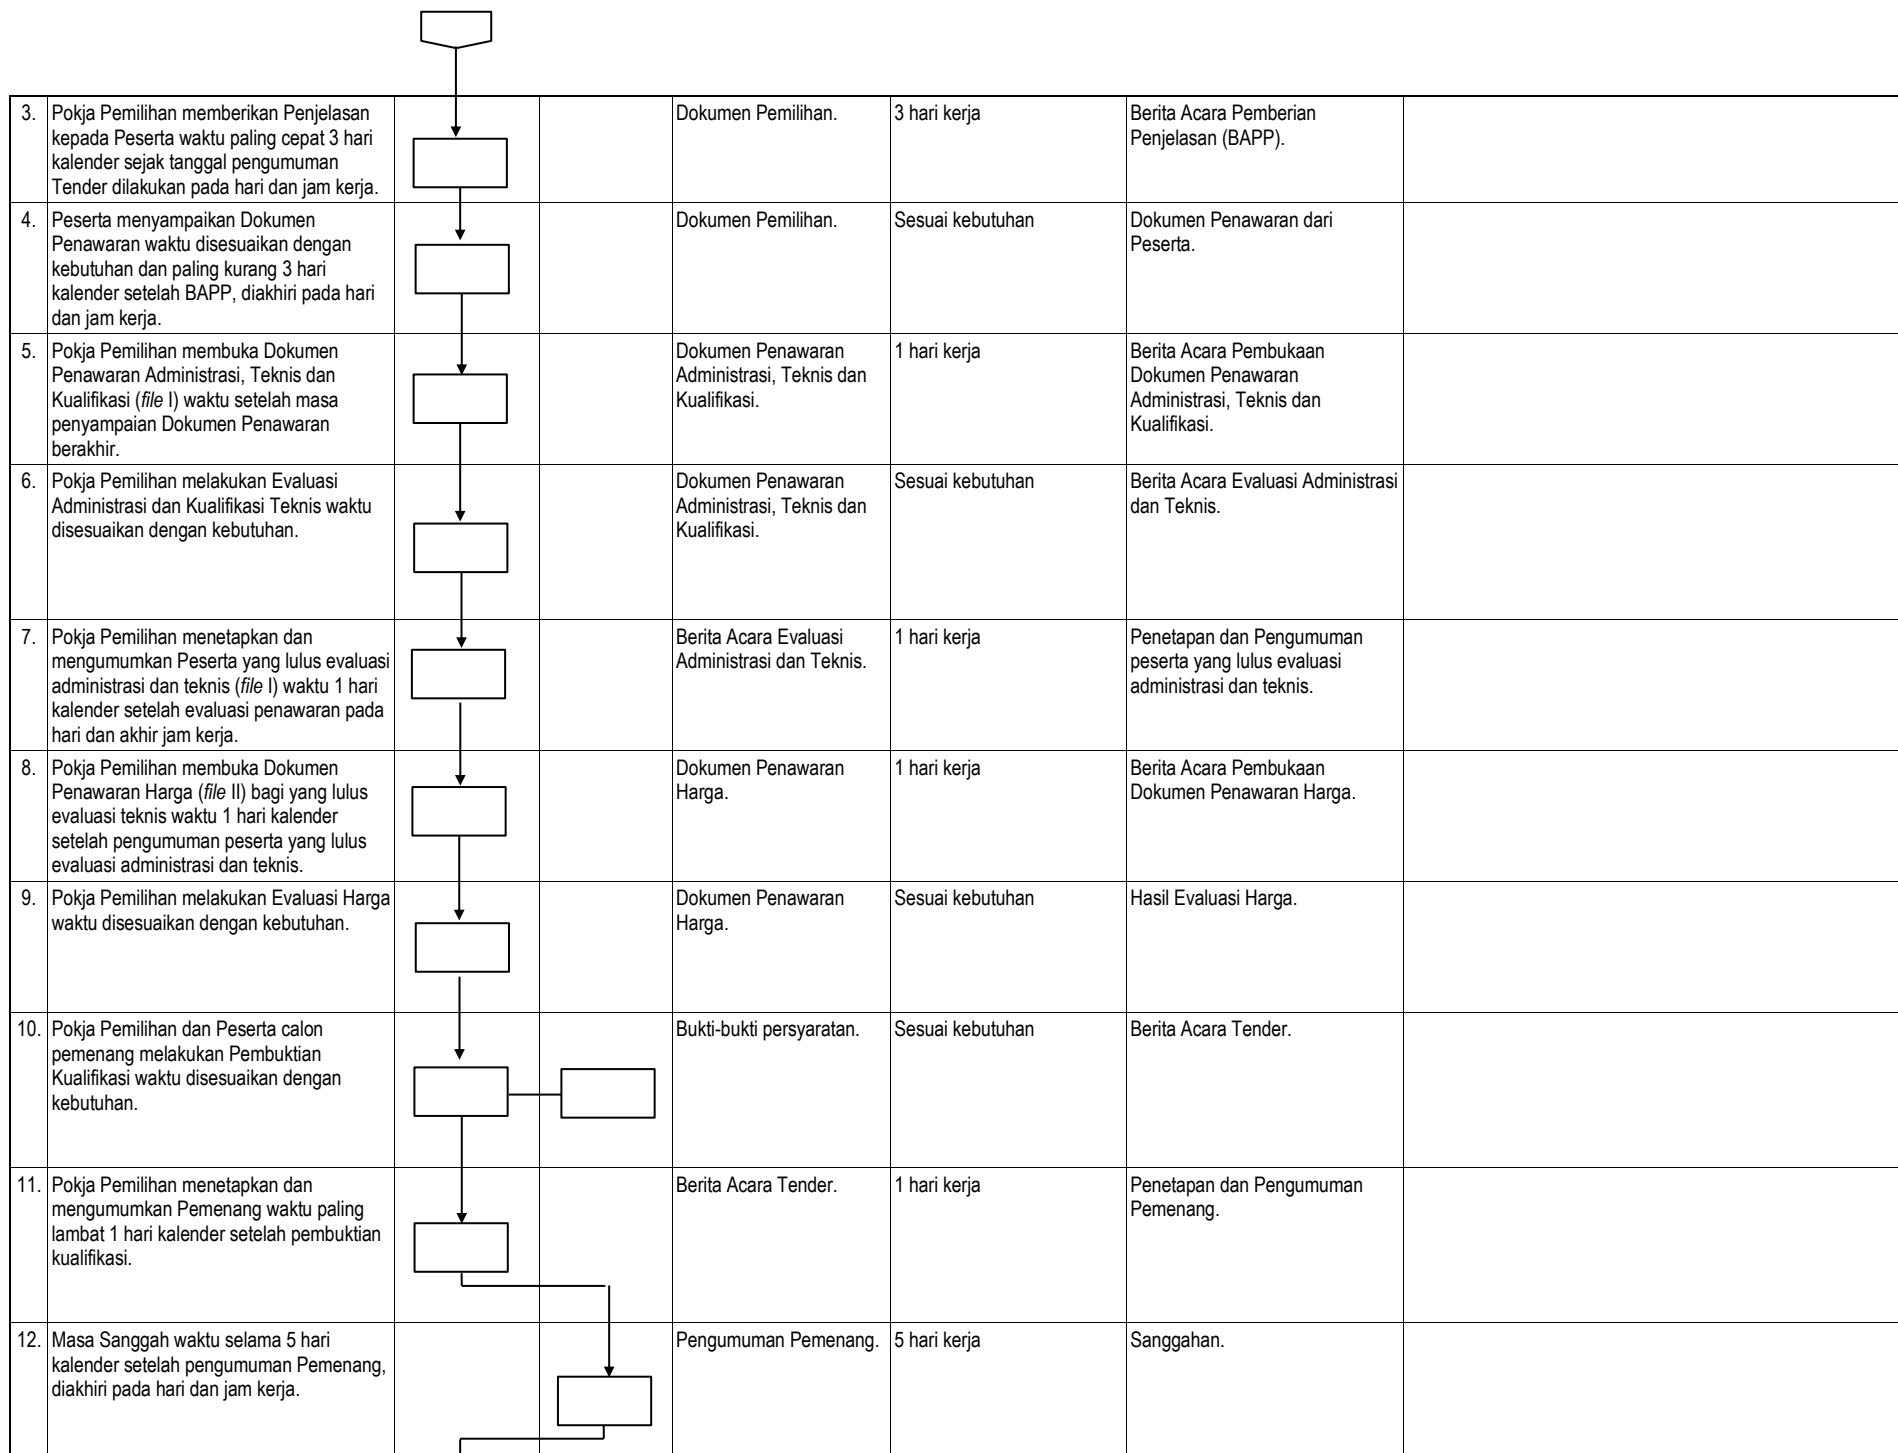 3. Pokja Pemilihan memberikan Penjelasan
kepada Peserta waktu paling cepat 3 hari
kalender sejak tanggal pengumuman
Tender dilakukan pada hari dan jam kerja.
Dokumen Pemilihan.
3 hari kerja
Berita Acara Pemberian
Penjelasan (BAPP).
4. Peserta menyampaikan Dokumen
Penawaran waktu disesuaikan dengan
kebutuhan dan paling kurang 3 hari
kalender setelah BAPP, diakhiri pada hari
dan jam kerja.
Dokumen Pemilihan.
Sesuai kebutuhan
Dokumen Penawaran dari
Peserta.
5. Pokja Pemilihan membuka Dokumen
Penawaran Administrasi, Teknis dan
Kualifikasi (file I) waktu setelah masa
penyampaian Dokumen Penawaran
berakhir.
Dokumen Penawaran
Administrasi, Teknis dan
Kualifikasi.
1 hari kerja
Berita Acara Pembukaan
Dokumen Penawaran
Administrasi, Teknis dan
Kualifikasi.
6. Pokja Pemilihan melakukan Evaluasi
Administrasi dan Kualifikasi Teknis waktu
disesuaikan dengan kebutuhan.
Dokumen Penawaran
Administrasi, Teknis dan
Kualifikasi.
Sesuai kebutuhan
Berita Acara Evaluasi Administrasi
dan Teknis.
7. Pokja Pemilihan menetapkan dan
mengumumkan Peserta yang lulus evaluasi
administrasi dan teknis (file I) waktu 1 hari
kalender setelah evaluasi penawaran pada
hari dan akhir jam kerja.
Berita Acara Evaluasi
Administrasi dan Teknis.
1 hari kerja
Penetapan dan Pengumuman
peserta yang lulus evaluasi
administrasi dan teknis.
8. Pokja Pemilihan membuka Dokumen
Penawaran Harga (file II) bagi yang lulus
evaluasi teknis waktu 1 hari kalender
setelah pengumuman peserta yang lulus
evaluasi administrasi dan teknis.
Dokumen Penawaran
Harga.
1 hari kerja
Berita Acara Pembukaan
Dokumen Penawaran Harga.
9. Pokja Pemilihan melakukan Evaluasi Harga
waktu disesuaikan dengan kebutuhan.
Dokumen Penawaran
Harga.
Sesuai kebutuhan
Hasil Evaluasi Harga.
10. Pokja Pemilihan dan Peserta calon
pemenang melakukan Pembuktian
Kualifikasi waktu disesuaikan dengan
kebutuhan.
Bukti-bukti persyaratan.
Sesuai kebutuhan
Berita Acara Tender.
11. Pokja Pemilihan menetapkan dan
mengumumkan Pemenang waktu paling
lambat 1 hari kalender setelah pembuktian
kualifikasi.
Berita Acara Tender.
1 hari kerja
Penetapan dan Pengumuman
Pemenang.
12. Masa Sanggah waktu selama 5 hari
kalender setelah pengumuman Pemenang,
diakhiri pada hari dan jam kerja.
Pengumuman Pemenang.
5 hari kerja
Sanggahan.